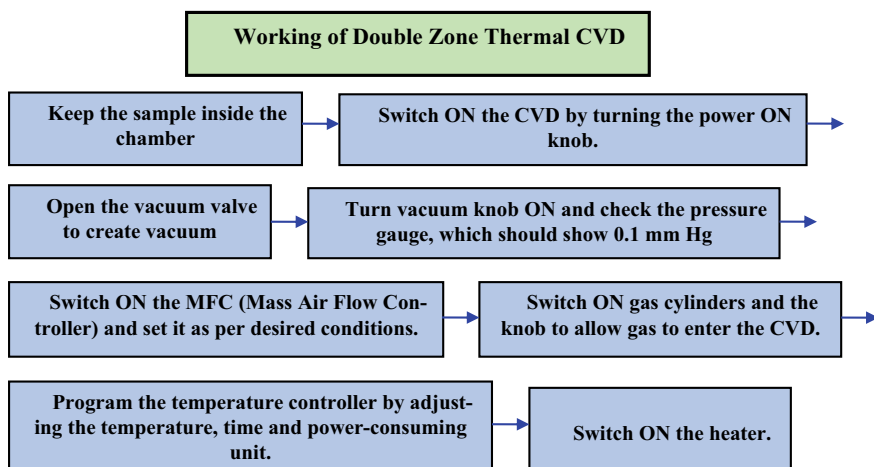 Working of Double Zone Thermal CVD
Keep the sample inside the
chamber
Switch ON the CVD by turning the power ON
knob.
Open the vacuum valve
to create vacuum
Turn vacuum knob ON and check the pressure
gauge, which should show 0.1 mm Hg
Switch ON the MFC (Mass Air Flow Con-
troller) and set it as per desired conditions.
Switch ON gas cylinders and the
knob to allow gas to enter the CVD.
Program the temperature controller by adjust-
ing the temperature, time and power-consuming
unit.
Switch ON the heater.